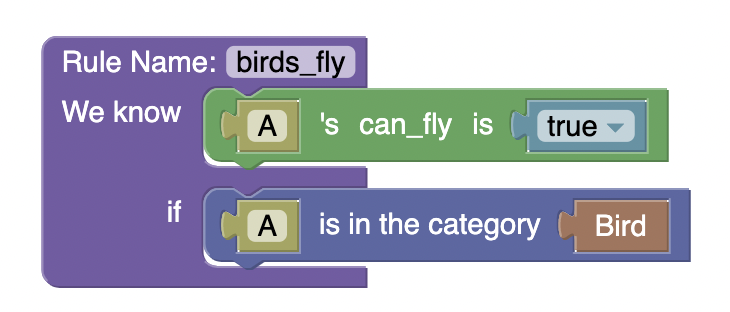 Rule Name: birds_fly
We know A 's can_fly is true
if A is in the category Bird